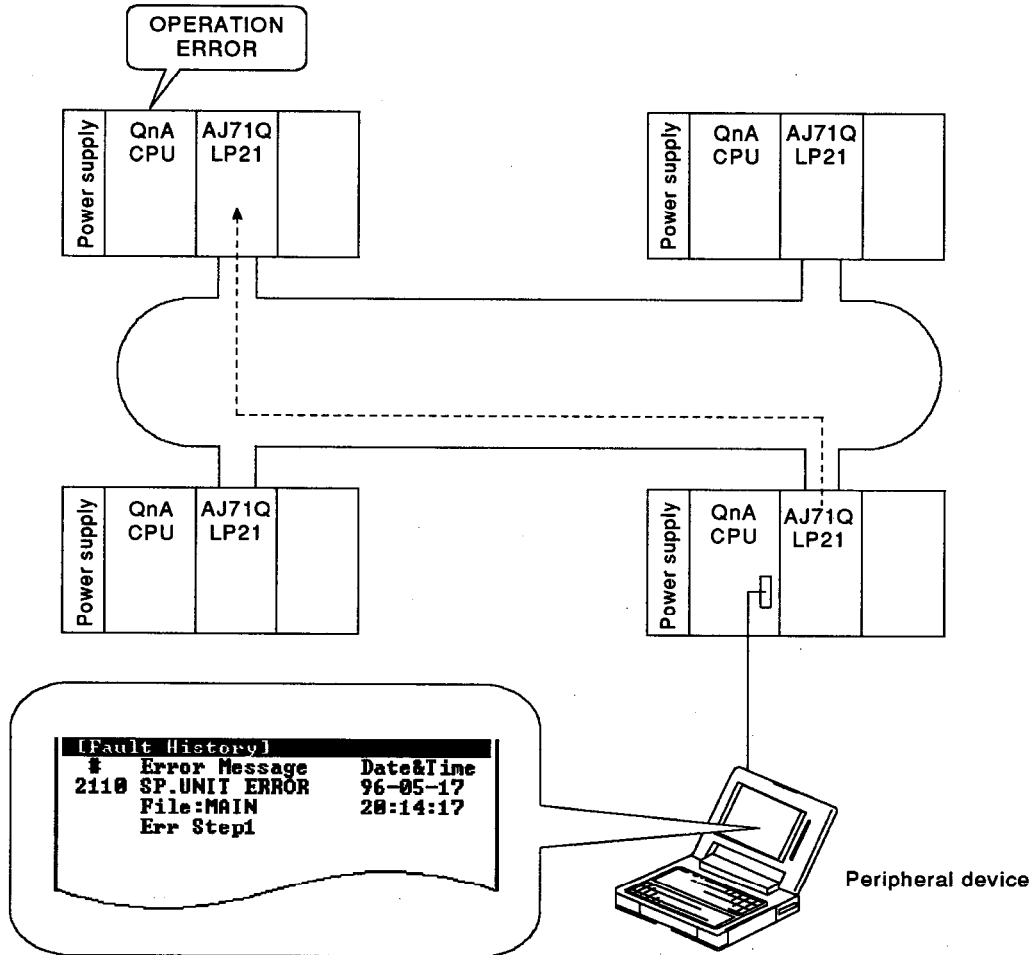 OPERATION
ERROR
Power supply
QnA
CPU
AJ71Q
LP21
Power supply
QnA
CPU
AJ71Q
LP21
Power supply
QnA
CPU
AJ71Q
LP21
Power supply
QnA
CPU
AJ71Q
LP21
[Fault History]
# Error Message Date&Time
2110 SP.UNIT ERROR 96-05-17
File:MAIN 20:14:17
Err Step1
Peripheral device